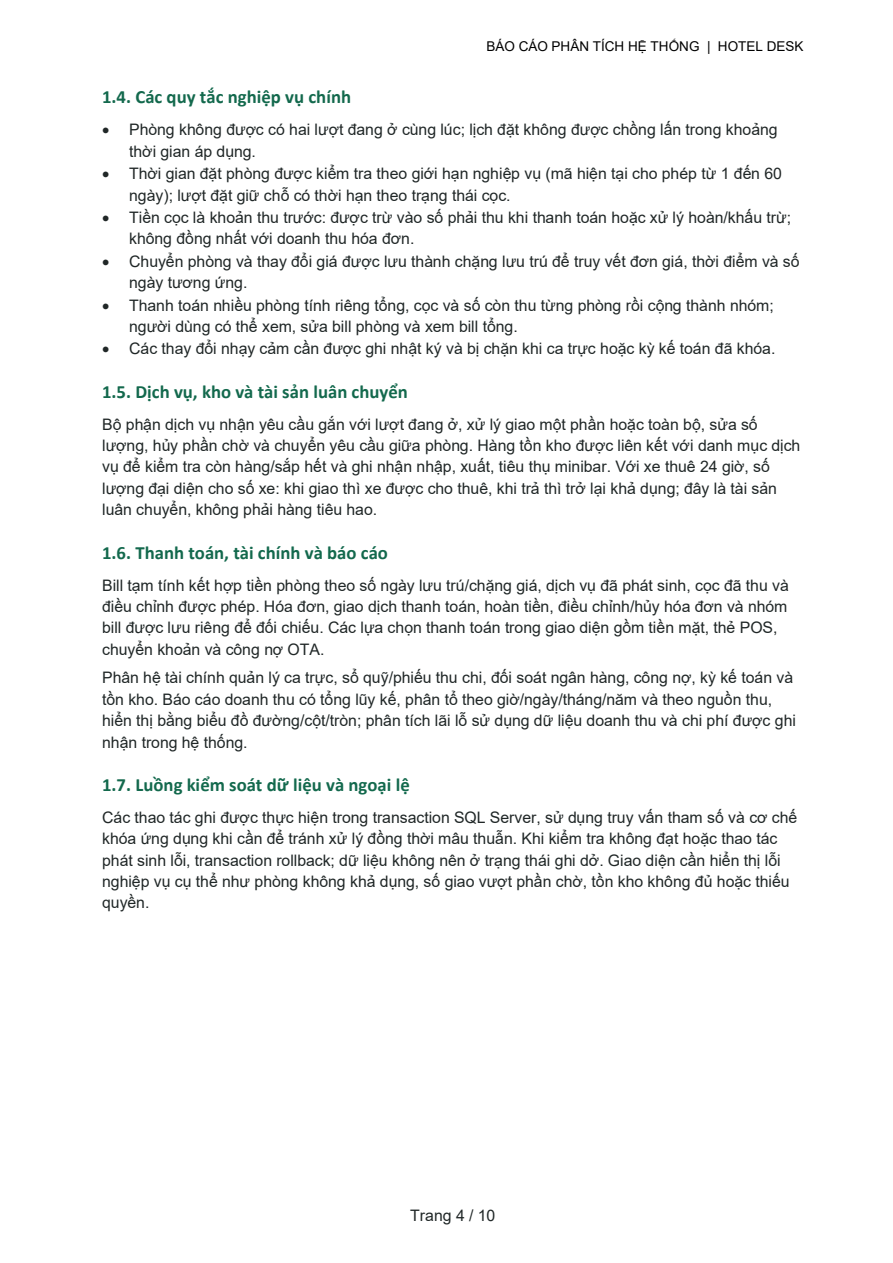 BÁO CÁO PHÂN TÍCH HỆ THỐNG | HOTEL DESK
1.4. Các quy tắc nghiệp vụ chính
• Phòng không được có hai lượt đang ở cùng lúc; lịch đặt không được chồng lấn trong khoảng
thời gian áp dụng.
• Thời gian đặt phòng được kiểm tra theo giới hạn nghiệp vụ (mã hiện tại cho phép từ 1 đến 60
ngày); lượt đặt giữ chỗ có thời hạn theo trạng thái cọc.
• Tiền cọc là khoản thu trước: được trừ vào số phải thu khi thanh toán hoặc xử lý hoàn/khấu trừ;
không đồng nhất với doanh thu hóa đơn.
• Chuyển phòng và thay đổi giá được lưu thành chặng lưu trú để truy vết đơn giá, thời điểm và số
ngày tương ứng.
• Thanh toán nhiều phòng tính riêng tổng, cọc và số còn thu từng phòng rồi cộng thành nhóm;
người dùng có thể xem, sửa bill phòng và xem bill tổng.
• Các thay đổi nhạy cảm cần được ghi nhật ký và bị chặn khi ca trực hoặc kỳ kế toán đã khóa.
1.5. Dịch vụ, kho và tài sản luân chuyển
Bộ phận dịch vụ nhận yêu cầu gắn với lượt đang ở, xử lý giao một phần hoặc toàn bộ, sửa số
lượng, hủy phần chờ và chuyển yêu cầu giữa phòng. Hàng tồn kho được liên kết với danh mục dịch
vụ để kiểm tra còn hàng/sắp hết và ghi nhận nhập, xuất, tiêu thụ minibar. Với xe thuê 24 giờ, số
lượng đại diện cho số xe: khi giao thì xe được cho thuê, khi trả thì trở lại khả dụng; đây là tài sản
luân chuyển, không phải hàng tiêu hao.
1.6. Thanh toán, tài chính và báo cáo
Bill tạm tính kết hợp tiền phòng theo số ngày lưu trú/chặng giá, dịch vụ đã phát sinh, cọc đã thu và
điều chỉnh được phép. Hóa đơn, giao dịch thanh toán, hoàn tiền, điều chỉnh/hủy hóa đơn và nhóm
bill được lưu riêng để đối chiếu. Các lựa chọn thanh toán trong giao diện gồm tiền mặt, thẻ POS,
chuyển khoản và công nợ OTA.
Phân hệ tài chính quản lý ca trực, sổ quỹ/phiếu thu chi, đối soát ngân hàng, công nợ, kỳ kế toán và
tồn kho. Báo cáo doanh thu có tổng lũy kế, phân tổ theo giờ/ngày/tháng/năm và theo nguồn thu,
hiển thị bằng biểu đồ đường/cột/tròn; phân tích lãi lỗ sử dụng dữ liệu doanh thu và chi phí được ghi
nhận trong hệ thống.
1.7. Luồng kiểm soát dữ liệu và ngoại lệ
Các thao tác ghi được thực hiện trong transaction SQL Server, sử dụng truy vấn tham số và cơ chế
khóa ứng dụng khi cần để tránh xử lý đồng thời mâu thuẫn. Khi kiểm tra không đạt hoặc thao tác
phát sinh lỗi, transaction rollback; dữ liệu không nên ở trạng thái ghi dở. Giao diện cần hiển thị lỗi
nghiệp vụ cụ thể như phòng không khả dụng, số giao vượt phần chờ, tồn kho không đủ hoặc thiếu
quyền.
Trang 4 / 10